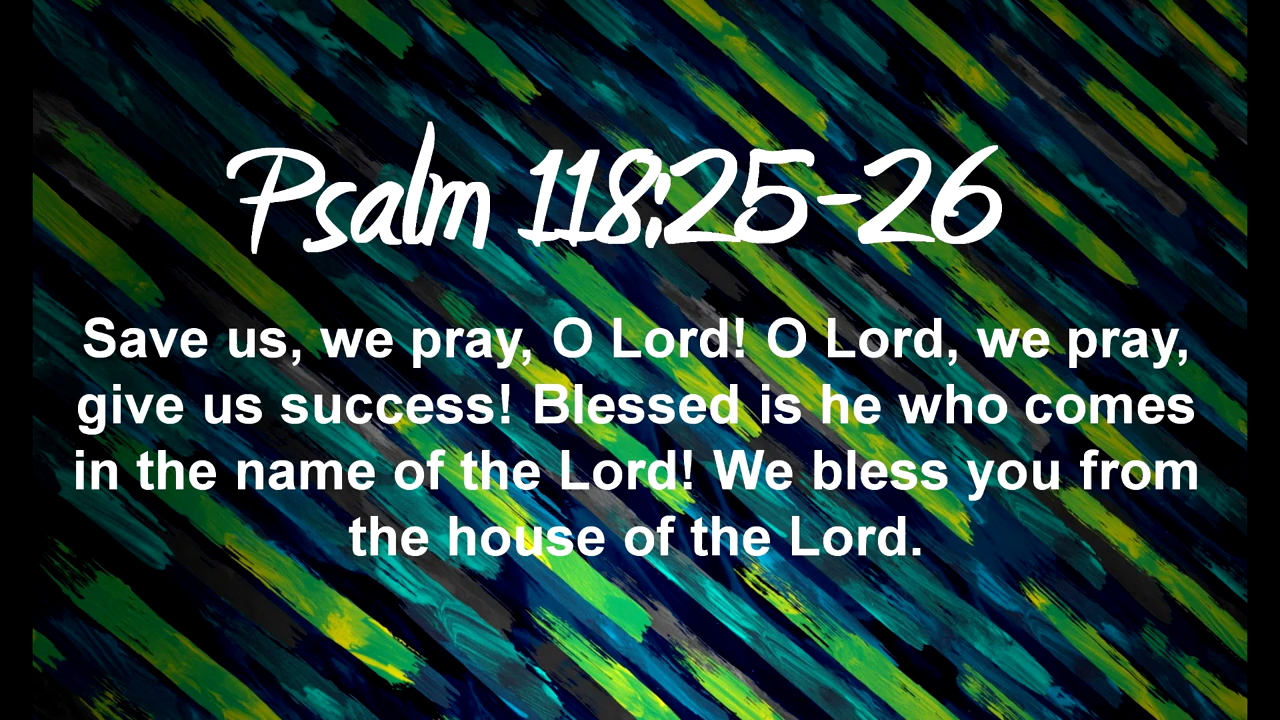 Psalm 118:25-26
Save us, we pray, O Lord! O Lord, we pray,
give us success! Blessed is he who comes
in the name of the Lord! We bless you from
the house of the Lord.